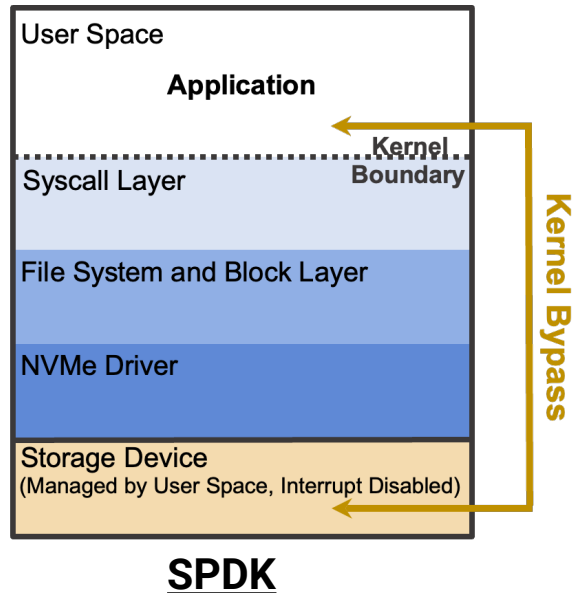 User Space
Application
Kernel
Boundary
Syscall Layer
File System and Block Layer
NVMe Driver
Storage Device
(Managed by User Space, Interrupt Disabled)
Kernel Bypass
SPDK